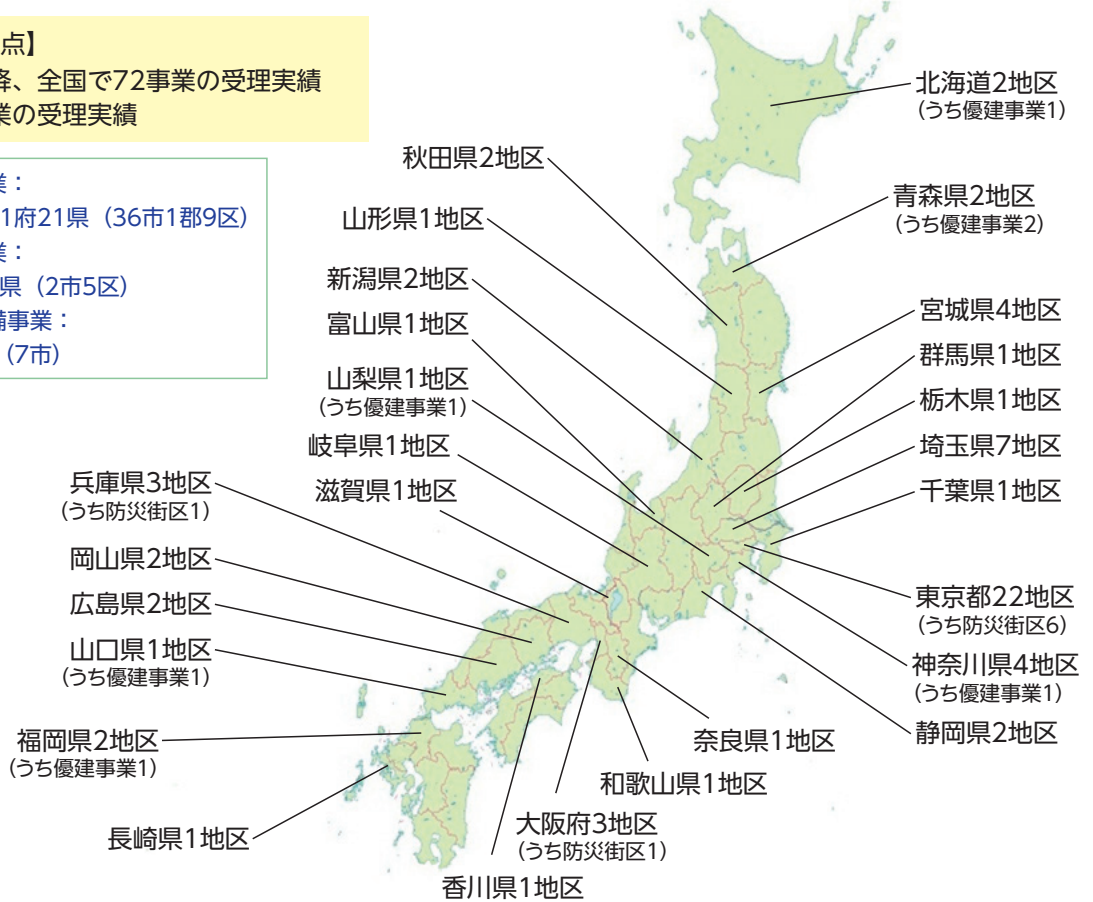 点】
降、全国で72事業の受理実績
業の受理実績
業：
1府21県（36市1郡9区）
業：
県（2市5区）
備事業：
（7市）
北海道2地区
（うち優建事業1）
秋田県2地区
青森県2地区
（うち優建事業2）
山形県1地区
新潟県2地区
富山県1地区
山梨県1地区
（うち優建事業1）
岐阜県1地区
滋賀県1地区
宮城県4地区
群馬県1地区
栃木県1地区
埼玉県7地区
千葉県1地区
兵庫県3地区
（うち防災街区1）
岡山県2地区
広島県2地区
山口県1地区
（うち優建事業1）
東京都22地区
（うち防災街区6）
神奈川県4地区
（うち優建事業1）
静岡県2地区
福岡県2地区
（うち優建事業1）
長崎県1地区
奈良県1地区
和歌山県1地区
大阪府3地区
（うち防災街区1）
香川県1地区